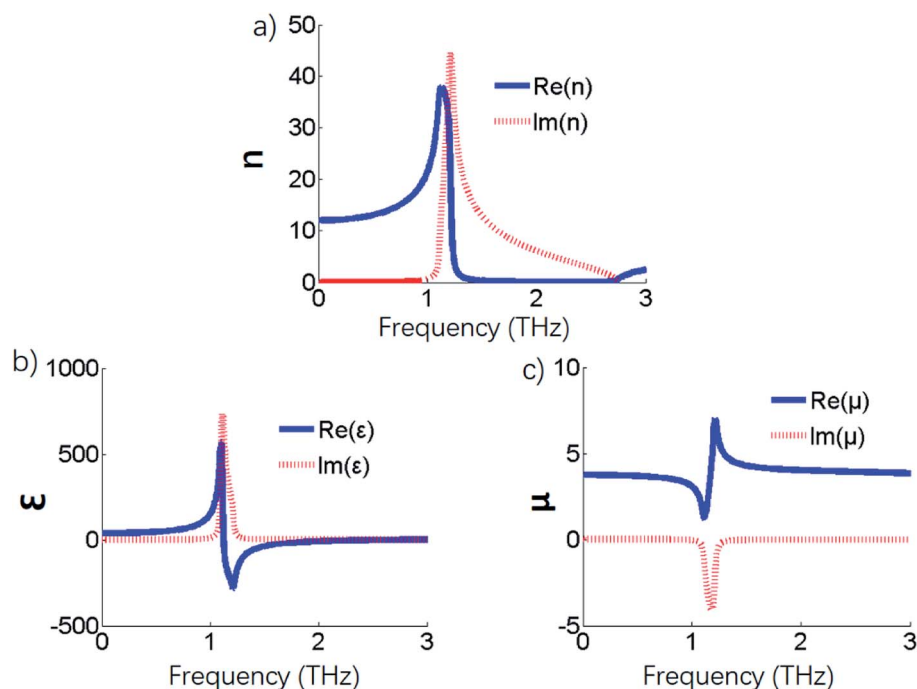 a)
50
40
30
20
10
0
n
Re(n)
Im(n)
0 1 2 3
Frequency (THz)
b)
1000
500
0
-500
ε
Re(ε)
Im(ε)
0 1 2 3
Frequency (THz)
c)
10
5
0
-5
μ
Re(μ)
Im(μ)
0 1 2 3
Frequency (THz)